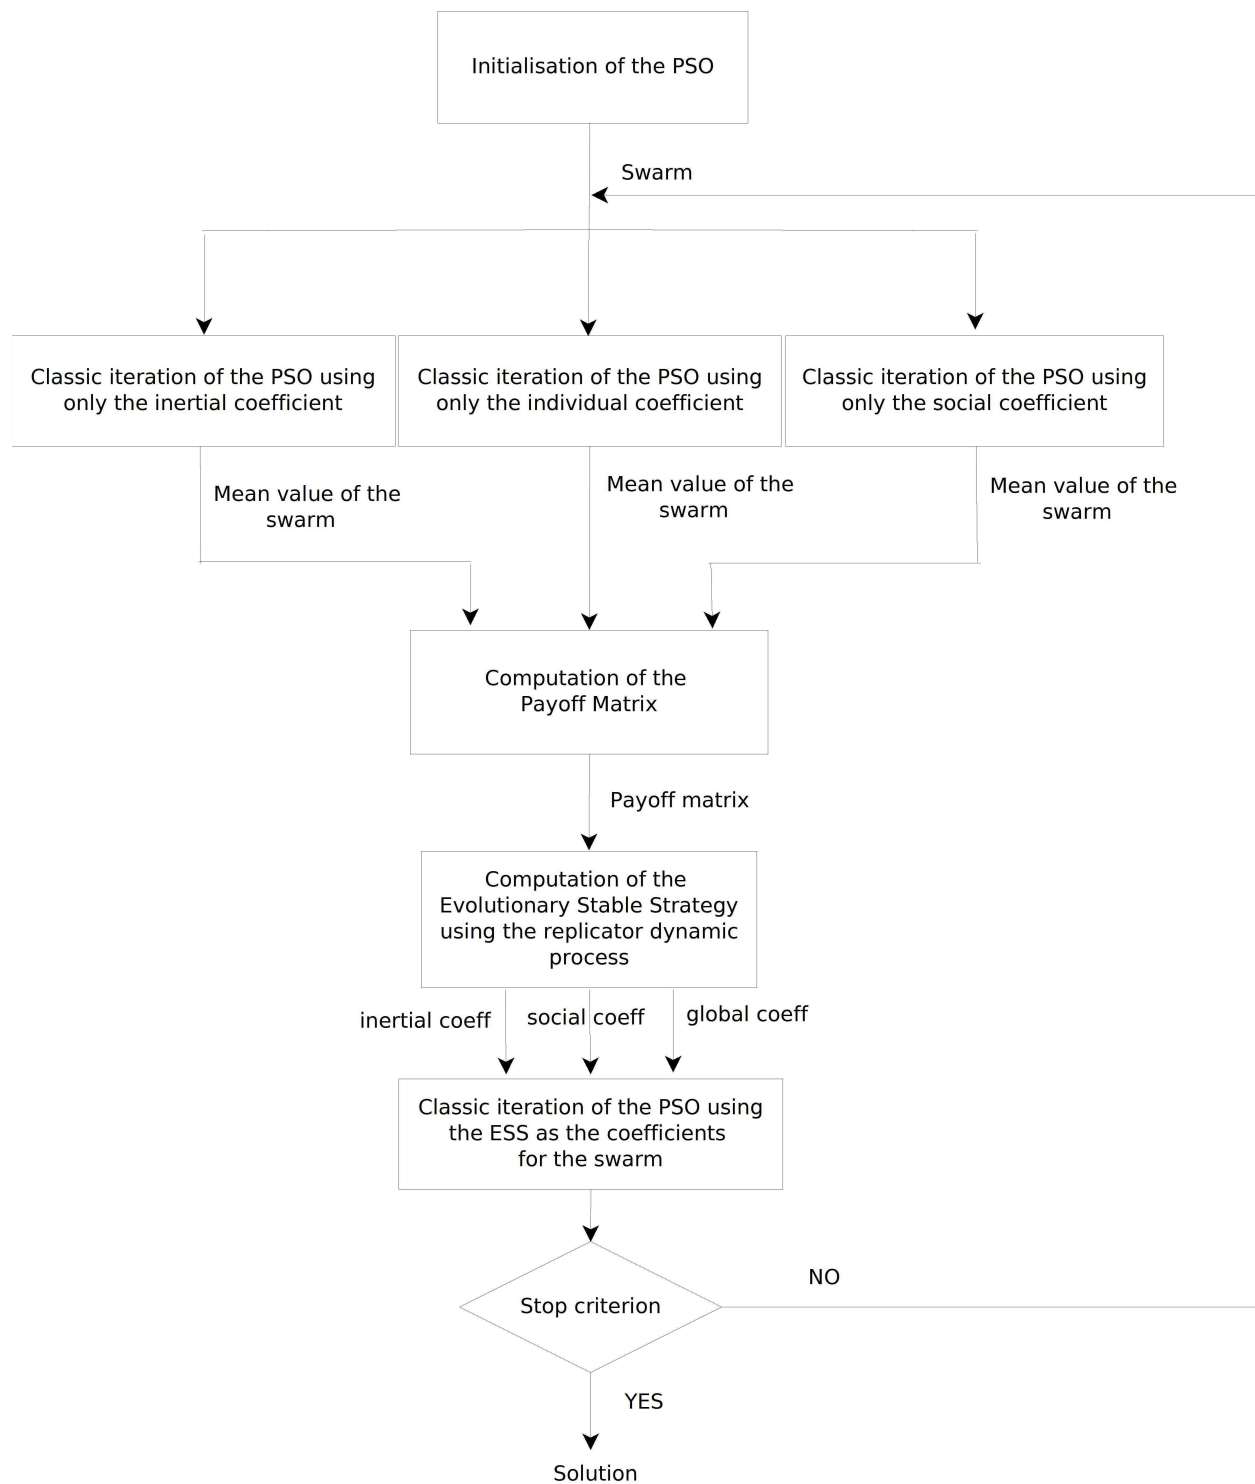 Initialisation of the PSO
Swarm
Classic iteration of the PSO using
only the inertial coefficient
Classic iteration of the PSO using
only the individual coefficient
Classic iteration of the PSO using
only the social coefficient
Mean value of the
swarm
Mean value of the
swarm
Mean value of the
swarm
Computation of the
Payoff Matrix
Payoff matrix
Computation of the
Evolutionary Stable Strategy
using the replicator dynamic
process
inertial coeff
social coeff
global coeff
Classic iteration of the PSO using
the ESS as the coefficients
for the swarm
Stop criterion
NO
YES
Solution